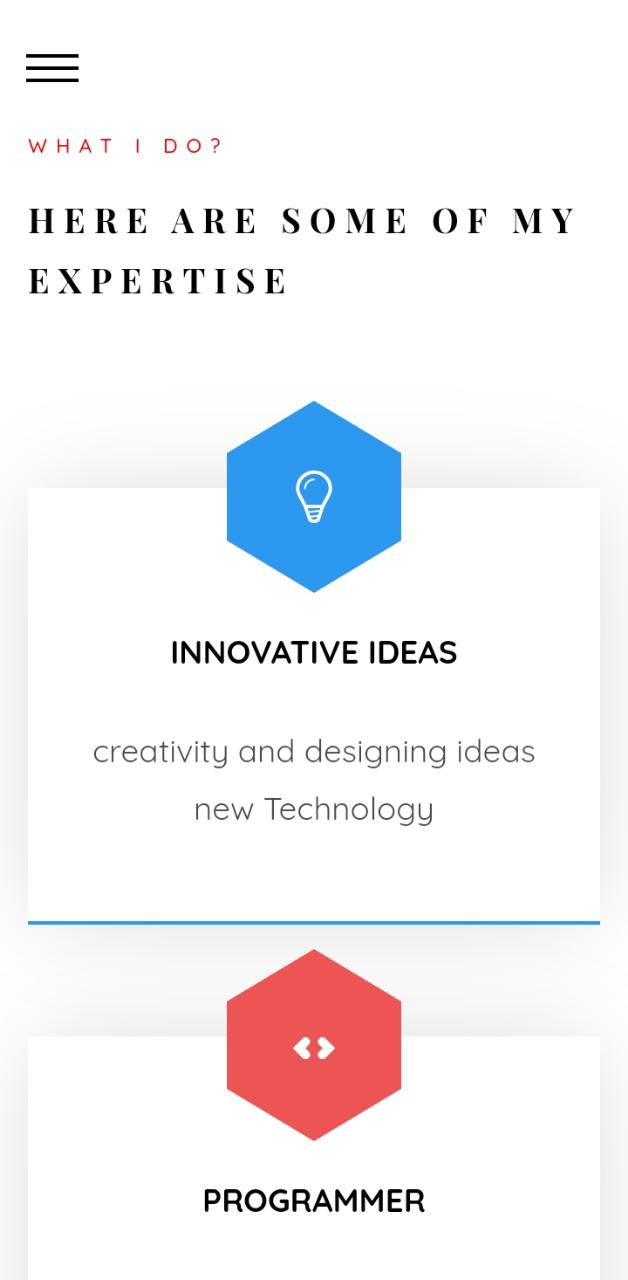 WHAT I DO?
HERE ARE SOME OF MY
EXPERTISE
INNOVATIVE IDEAS
creativity and designing ideas
new Technology
PROGRAMMER